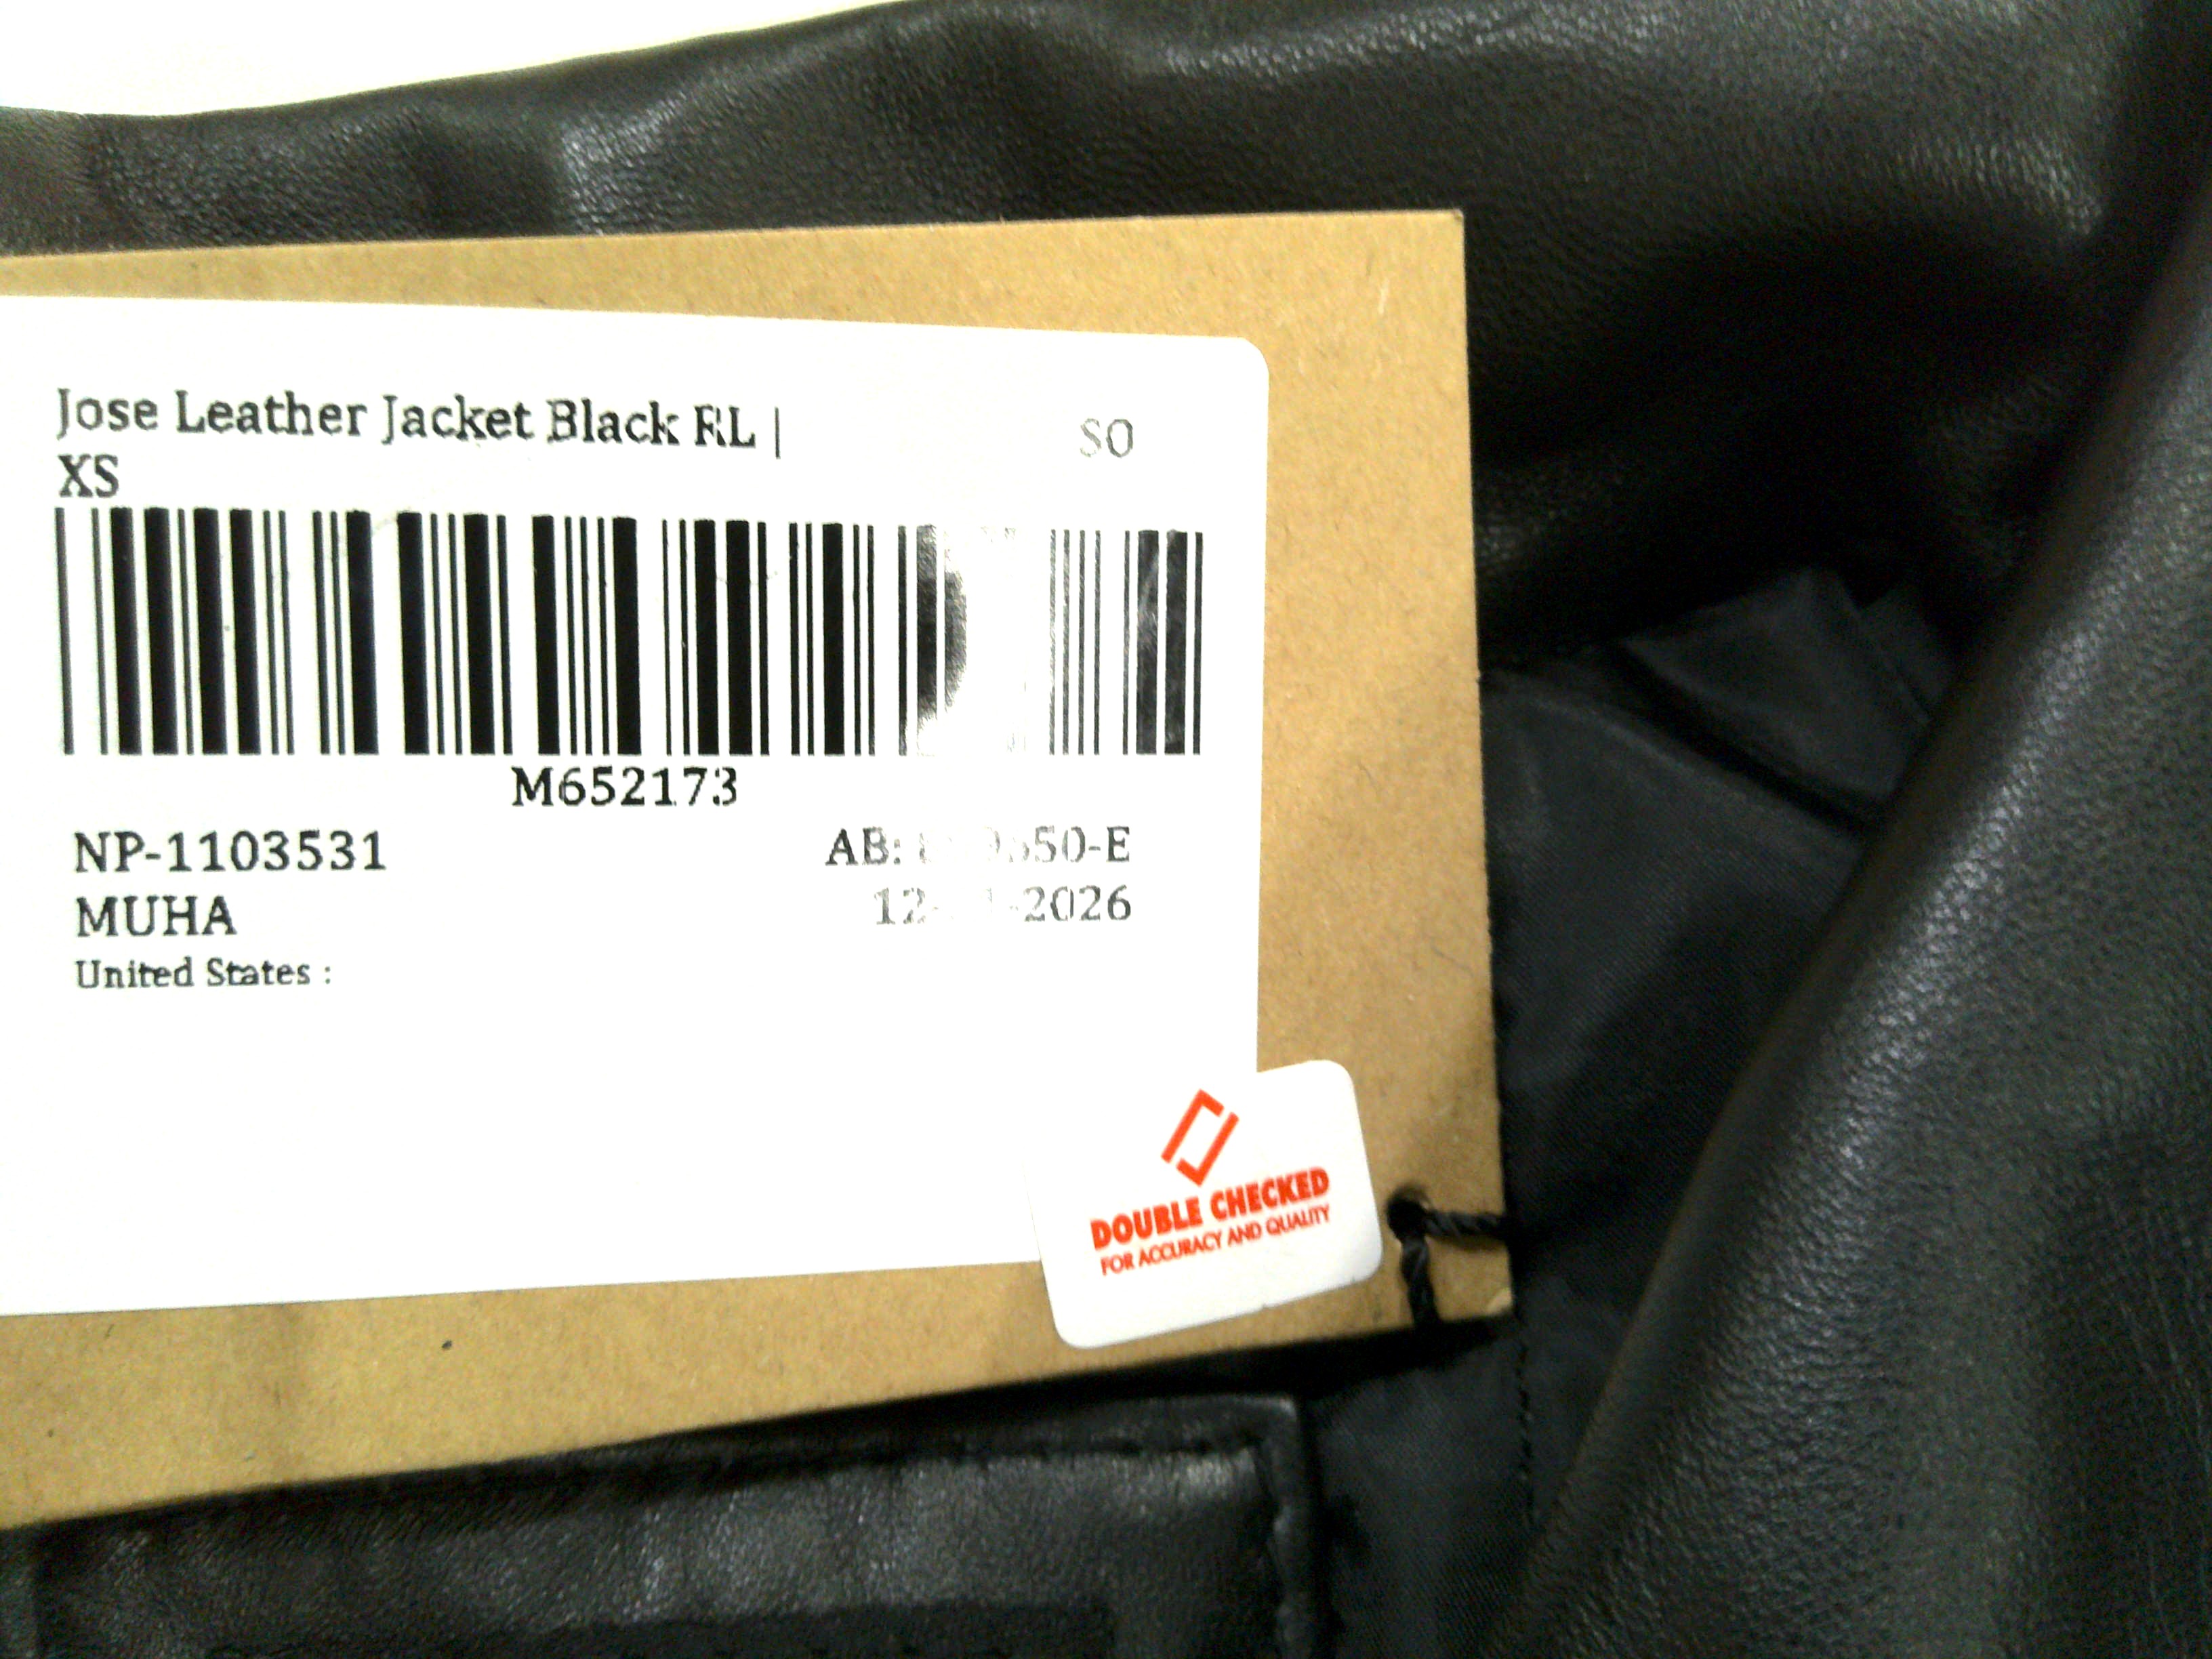 Jose Leather Jacket Black RL |
XS
SO
M652173
NP-1103531
AB:
MUHA
United States :
DOUBLE CHECKED
FOR ACCURACY AND QUALITY